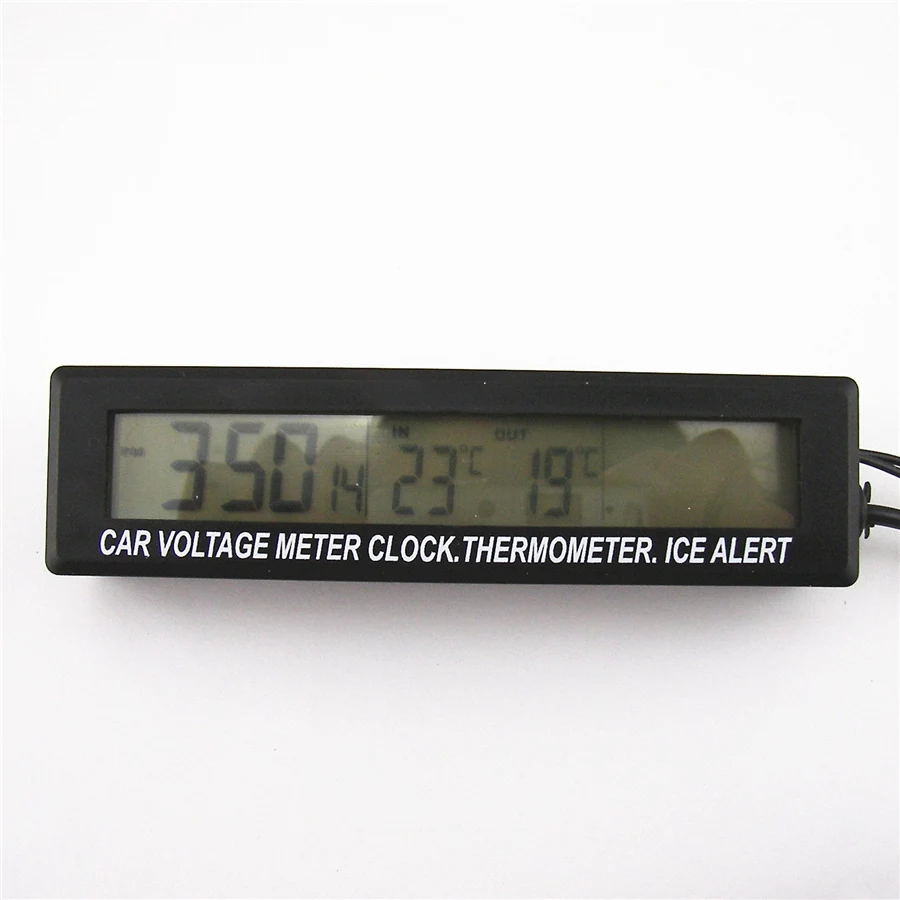 IN OUT
PM 350 14 23°C 19°C
CAR VOLTAGE METER CLOCK.THERMOMETER. ICE ALERT